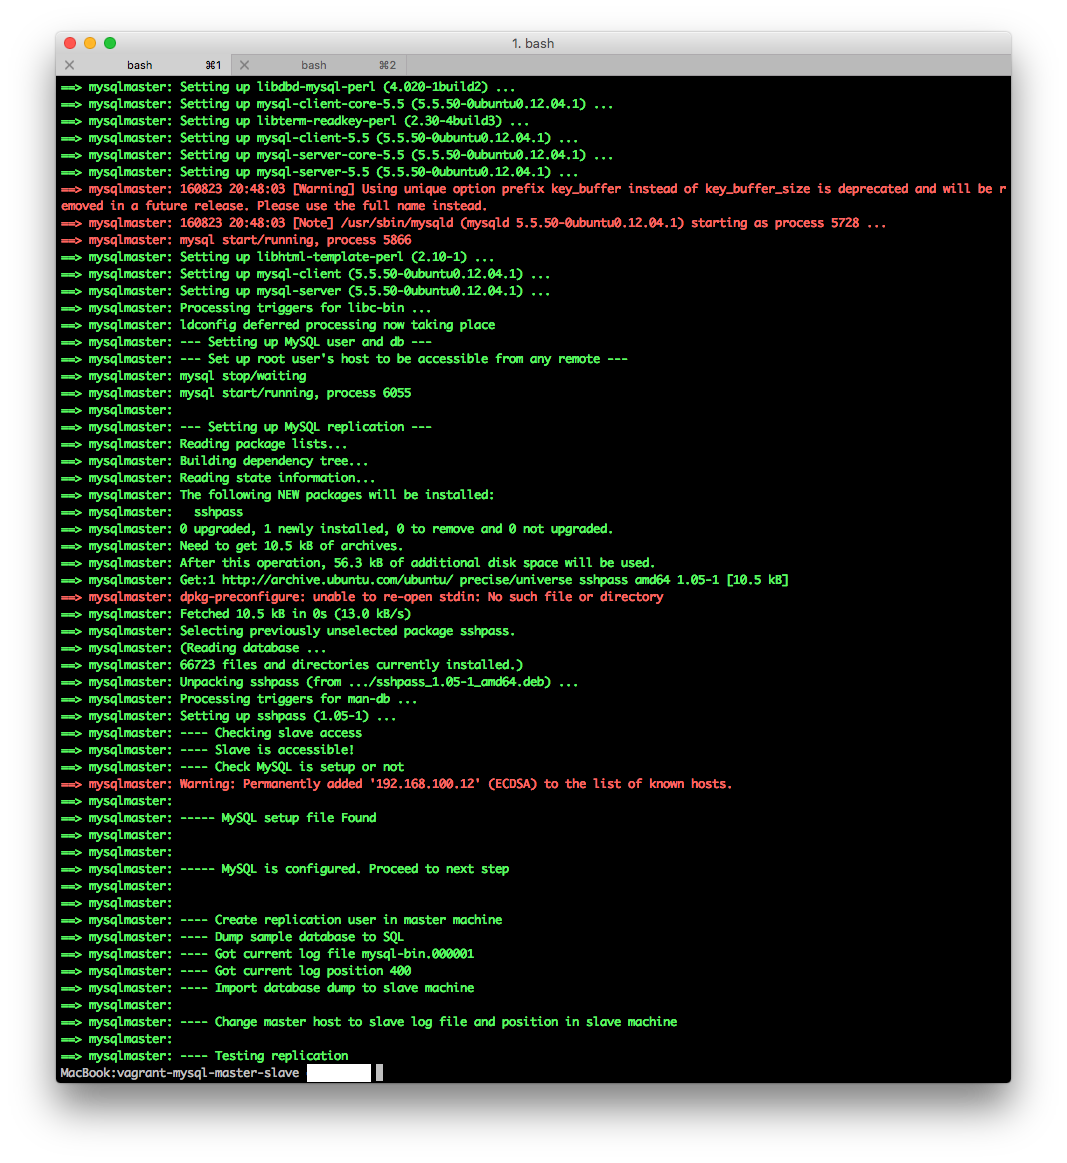 1. bash
bash ⌘1 bash ⌘2
==> mysqlmaster: Setting up libdbd-mysql-perl (4.020-1build2) ...
==> mysqlmaster: Setting up mysql-client-core-5.5 (5.5.50-0ubuntu0.12.04.1) ...
==> mysqlmaster: Setting up libterm-readkey-perl (2.30-4build3) ...
==> mysqlmaster: Setting up mysql-client-5.5 (5.5.50-0ubuntu0.12.04.1) ...
==> mysqlmaster: Setting up mysql-server-core-5.5 (5.5.50-0ubuntu0.12.04.1) ...
==> mysqlmaster: Setting up mysql-server-5.5 (5.5.50-0ubuntu0.12.04.1) ...
==> mysqlmaster: 160823 20:48:03 [Warning] Using unique option prefix key_buffer instead of key_buffer_size is deprecated and will be r
emoved in a future release. Please use the full name instead.
==> mysqlmaster: 160823 20:48:03 [Note] /usr/sbin/mysqld (mysqld 5.5.50-0ubuntu0.12.04.1) starting as process 5728 ...
==> mysqlmaster: mysql start/running, process 5866
==> mysqlmaster: Setting up libhtml-template-perl (2.10-1) ...
==> mysqlmaster: Setting up mysql-client (5.5.50-0ubuntu0.12.04.1) ...
==> mysqlmaster: Setting up mysql-server (5.5.50-0ubuntu0.12.04.1) ...
==> mysqlmaster: Processing triggers for libc-bin ...
==> mysqlmaster: ldconfig deferred processing now taking place
==> mysqlmaster: --- Setting up MySQL user and db ---
==> mysqlmaster: --- Set up root user's host to be accessible from any remote ---
==> mysqlmaster: mysql stop/waiting
==> mysqlmaster: mysql start/running, process 6055
==> mysqlmaster:
==> mysqlmaster: --- Setting up MySQL replication ---
==> mysqlmaster: Reading package lists...
==> mysqlmaster: Building dependency tree...
==> mysqlmaster: Reading state information...
==> mysqlmaster: The following NEW packages will be installed:
==> mysqlmaster:   sshpass
==> mysqlmaster: 0 upgraded, 1 newly installed, 0 to remove and 0 not upgraded.
==> mysqlmaster: Need to get 10.5 kB of archives.
==> mysqlmaster: After this operation, 56.3 kB of additional disk space will be used.
==> mysqlmaster: Get:1 http://archive.ubuntu.com/ubuntu/ precise/universe sshpass amd64 1.05-1 [10.5 kB]
==> mysqlmaster: dpkg-preconfigure: unable to re-open stdin: No such file or directory
==> mysqlmaster: Fetched 10.5 kB in 0s (13.0 kB/s)
==> mysqlmaster: Selecting previously unselected package sshpass.
==> mysqlmaster: (Reading database ...
==> mysqlmaster: 66723 files and directories currently installed.)
==> mysqlmaster: Unpacking sshpass (from .../sshpass_1.05-1_amd64.deb) ...
==> mysqlmaster: Processing triggers for man-db ...
==> mysqlmaster: Setting up sshpass (1.05-1) ...
==> mysqlmaster: ---- Checking slave access
==> mysqlmaster: ---- Slave is accessible!
==> mysqlmaster: ---- Check MySQL is setup or not
==> mysqlmaster: Warning: Permanently added '192.168.100.12' (ECDSA) to the list of known hosts.
==> mysqlmaster:
==> mysqlmaster: ----- MySQL setup file Found
==> mysqlmaster:
==> mysqlmaster:
==> mysqlmaster: ----- MySQL is configured. Proceed to next step
==> mysqlmaster:
==> mysqlmaster:
==> mysqlmaster: ---- Create replication user in master machine
==> mysqlmaster: ---- Dump sample database to SQL
==> mysqlmaster: ---- Got current log file mysql-bin.000001
==> mysqlmaster: ---- Got current log position 400
==> mysqlmaster: ---- Import database dump to slave machine
==> mysqlmaster:
==> mysqlmaster: ---- Change master host to slave log file and position in slave machine
==> mysqlmaster:
==> mysqlmaster: ---- Testing replication
MacBook:vagrant-mysql-master-slave